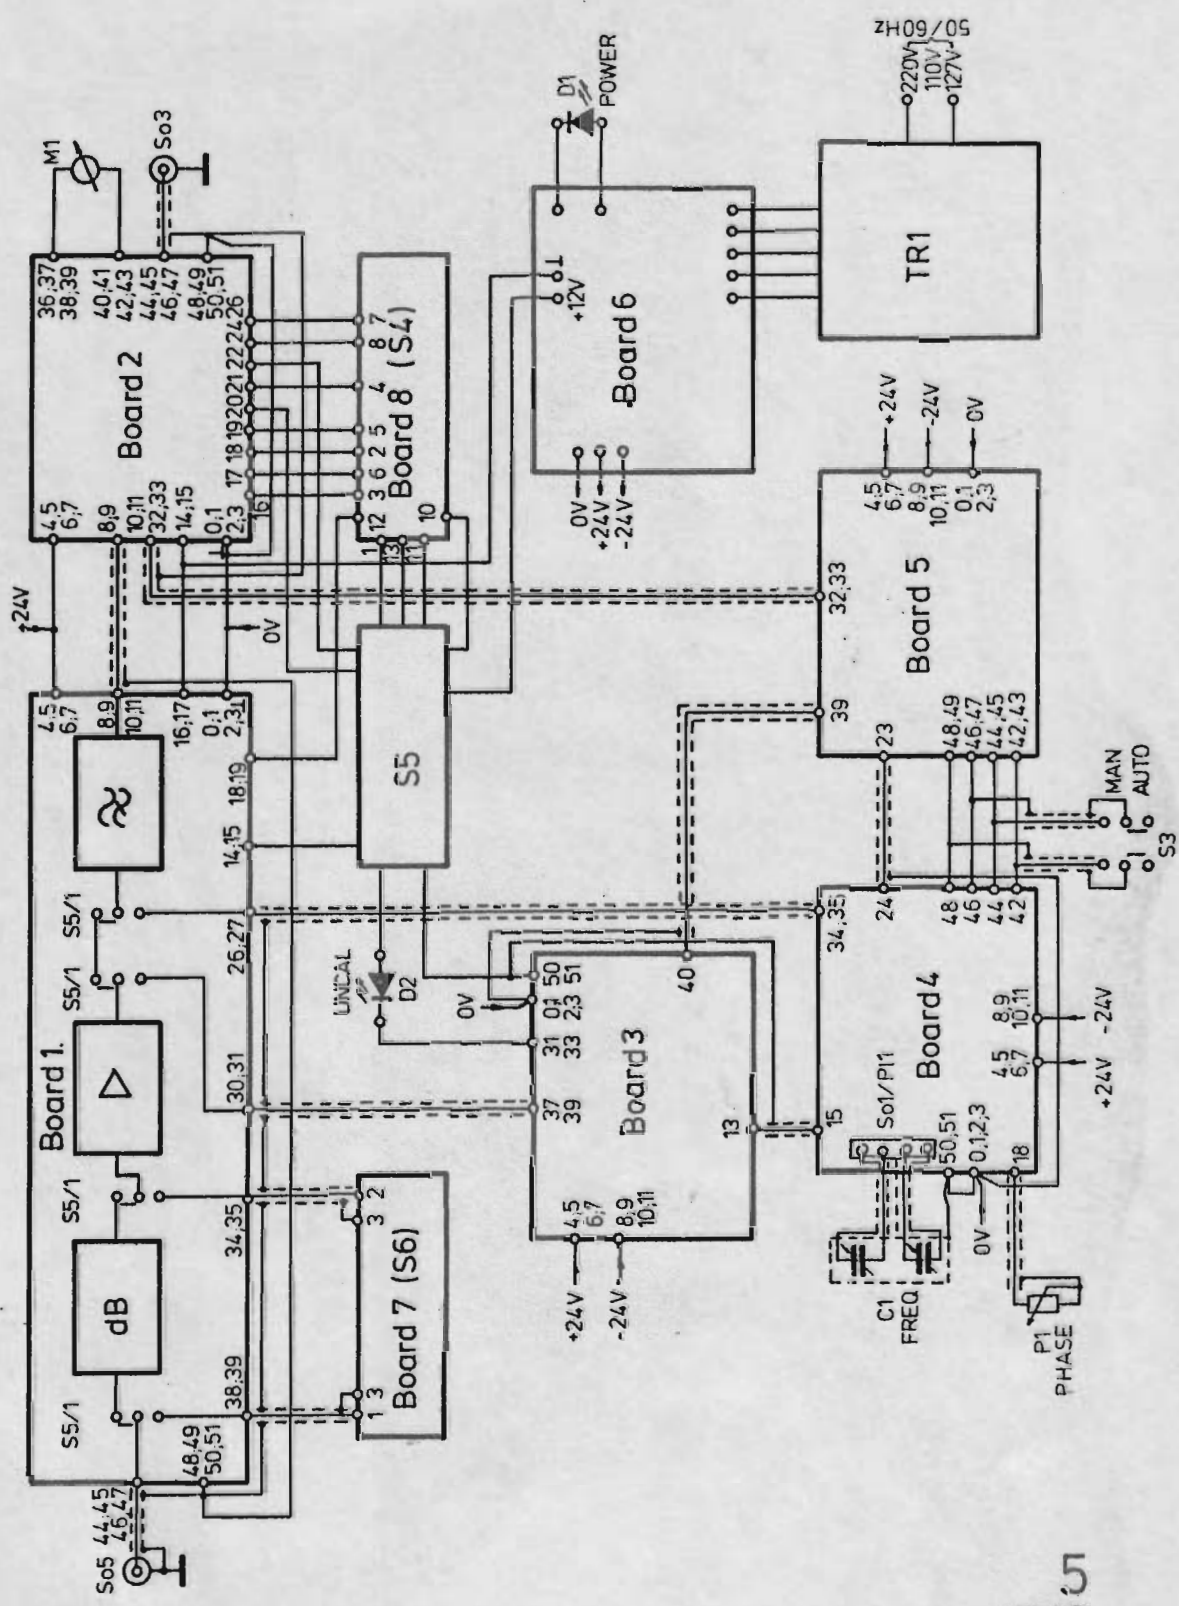 So5
44;45
46;47
48;49
50;51
S5/1
dB
38;39
S5/1
34;35
Board 1.
▷
30;31
S5/1
S5/1
26;27
14;15
18;19
4;5
6;7
8;9
10;11
16;17
0;1
2;3
+24V
0V
4;5
6;7
8;9
10;11
32;33
14;15
0;1
2;3
Board 2
36;37
38;39
40;41
42;43
44;45
46;47
48;49
50;51
M1
So3
16
17
18
19
20
21
22
24
26
Board 7 (S6)
1
3
3
2
UNCAL
D2
S5
1
13
11
12
3
6
2
5
4
8
7
10
Board 8 (S4)
+24V
-24V
4;5
6;7
8;9
10;11
37
39
31
33
0V
0;1
2;3
50
51
Board 3
13
40
0V
+24V
-24V
+12V
⊥
Board 6
D1
POWER
C1
FREQ
P1
PHASE
0V
So1/Pl1
50;51
0,1;2;3
18
15
Board 4
4;5
6;7
8;9
10;11
+24V
-24V
34;35
24
48
46
44
42
S3
MAN
AUTO
39
32;33
23
48;49
46;47
44;45
42;43
Board 5
4;5
6;7
8;9
10;11
0;1
2;3
+24V
-24V
0V
TR1
220V
110V
127V
50/60Hz
5